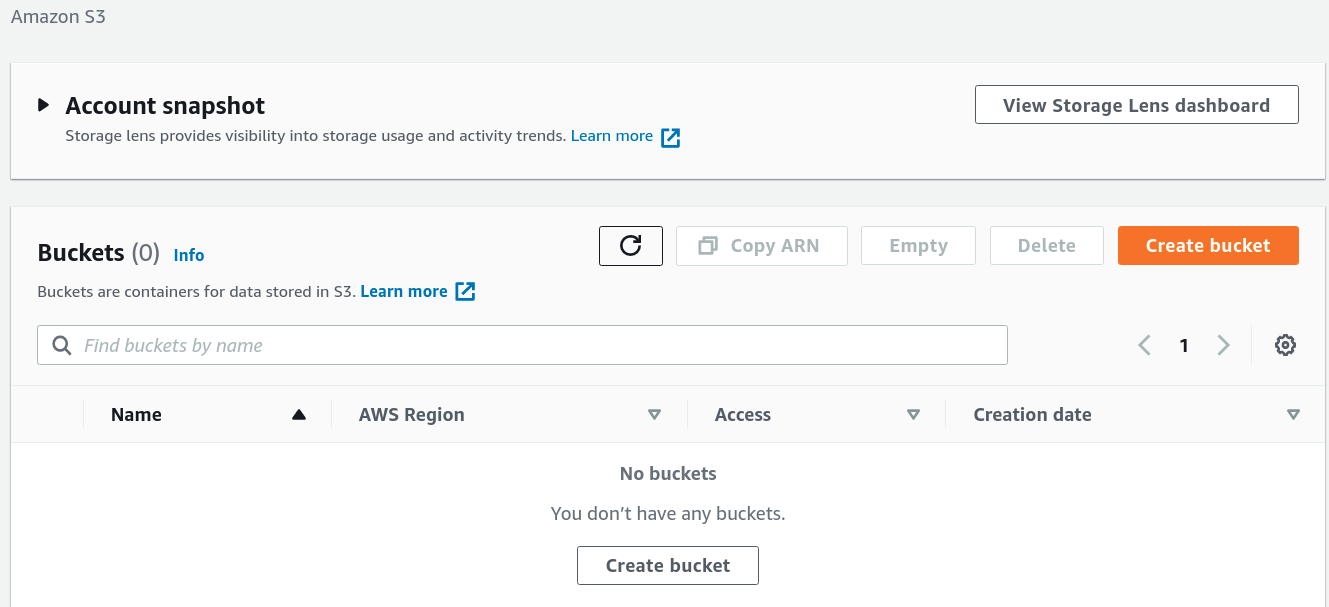 Amazon S3
Account snapshot
View Storage Lens dashboard
Storage lens provides visibility into storage usage and activity trends. Learn more
Buckets (0) Info
Copy ARN
Empty
Delete
Create bucket
Buckets are containers for data stored in S3. Learn more
Find buckets by name
1
Name AWS Region Access Creation date
No buckets
You don’t have any buckets.
Create bucket